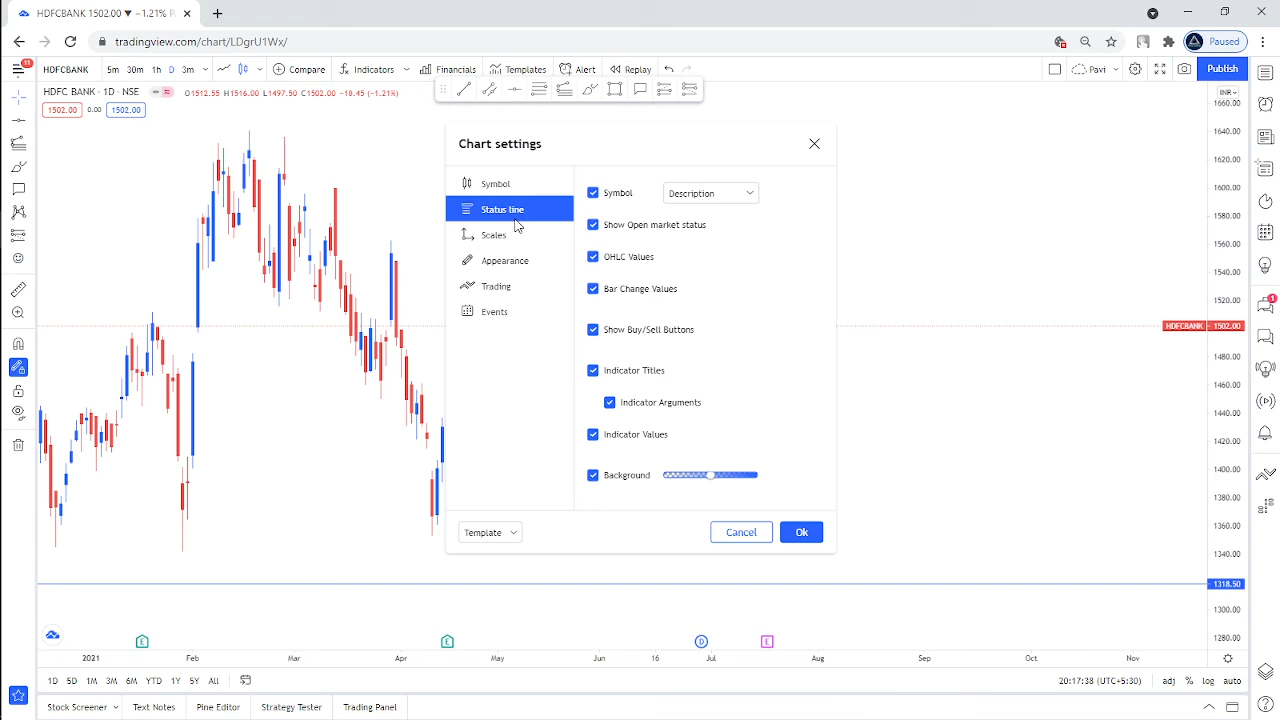 HDFCBANK 1502.00 ▼ −1.21% P
tradingview.com/chart/LDgrU1Wx/
Paused
11
HDFCBANK 5m 30m 1h D 3m Compare Indicators Financials Templates Alert Replay Pavi Publish
HDFC BANK · 1D · NSE O1512.55 H1516.00 L1497.50 C1502.00 −18.45 (−1.21%)
1502.00 0.00 1502.00
INR
1660.00
1640.00
1620.00
1600.00
1580.00
1560.00
1540.00
1520.00
HDFCBANK 1502.00
1480.00
1460.00
1440.00
1420.00
1400.00
1380.00
1360.00
1340.00
1318.50
1300.00
1280.00
1
Chart settings
Symbol
Status line
Scales
Appearance
Trading
Events
Symbol Description
Show Open market status
OHLC Values
Bar Change Values
Show Buy/Sell Buttons
Indicator Titles
Indicator Arguments
Indicator Values
Background
Template Cancel Ok
E E D E
2021 Feb Mar Apr May Jun 16 Jul Aug Sep Oct Nov
1D 5D 1M 3M 6M YTD 1Y 5Y All 20:17:38 (UTC+5:30) adj % log auto
Stock Screener Text Notes Pine Editor Strategy Tester Trading Panel